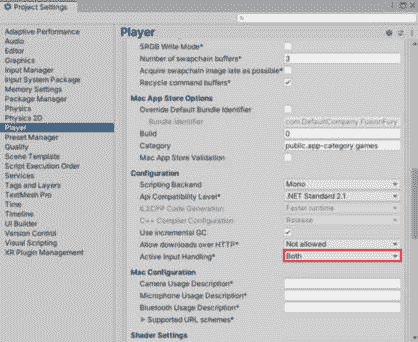 Project Settings
Adaptive Performance
Audio
Editor
Graphics
Input Manager
Input System Package
Memory Settings
Package Manager
Physics
Physics 2D
Player
Preset Manager
Quality
Scene Template
Script Execution Order
Services
Tags and Layers
TextMesh Pro
Time
Timeline
UI Builder
Version Control
Visual Scripting
XR Plugin Management
Player
SRGB Write Mode*
Number of swapchain buffers* 3
Acquire swapchain image late as possible*
Recycle command buffers*
Mac App Store Options
Override Default Bundle Identifier
Bundle Identifier com.DefaultCompany.FusionFury
Build 0
Category public.app-category.games
Mac App Store Validation
Configuration
Scripting Backend Mono
Api Compatibility Level* .NET Standard 2.1
IL2CPP Code Generation Faster runtime
C++ Compiler Configuration Release
Use incremental GC
Allow downloads over HTTP* Not allowed
Active Input Handling* Both
Mac Configuration
Camera Usage Description*
Microphone Usage Description*
Bluetooth Usage Description*
Supported URL schemes*
Shader Settings